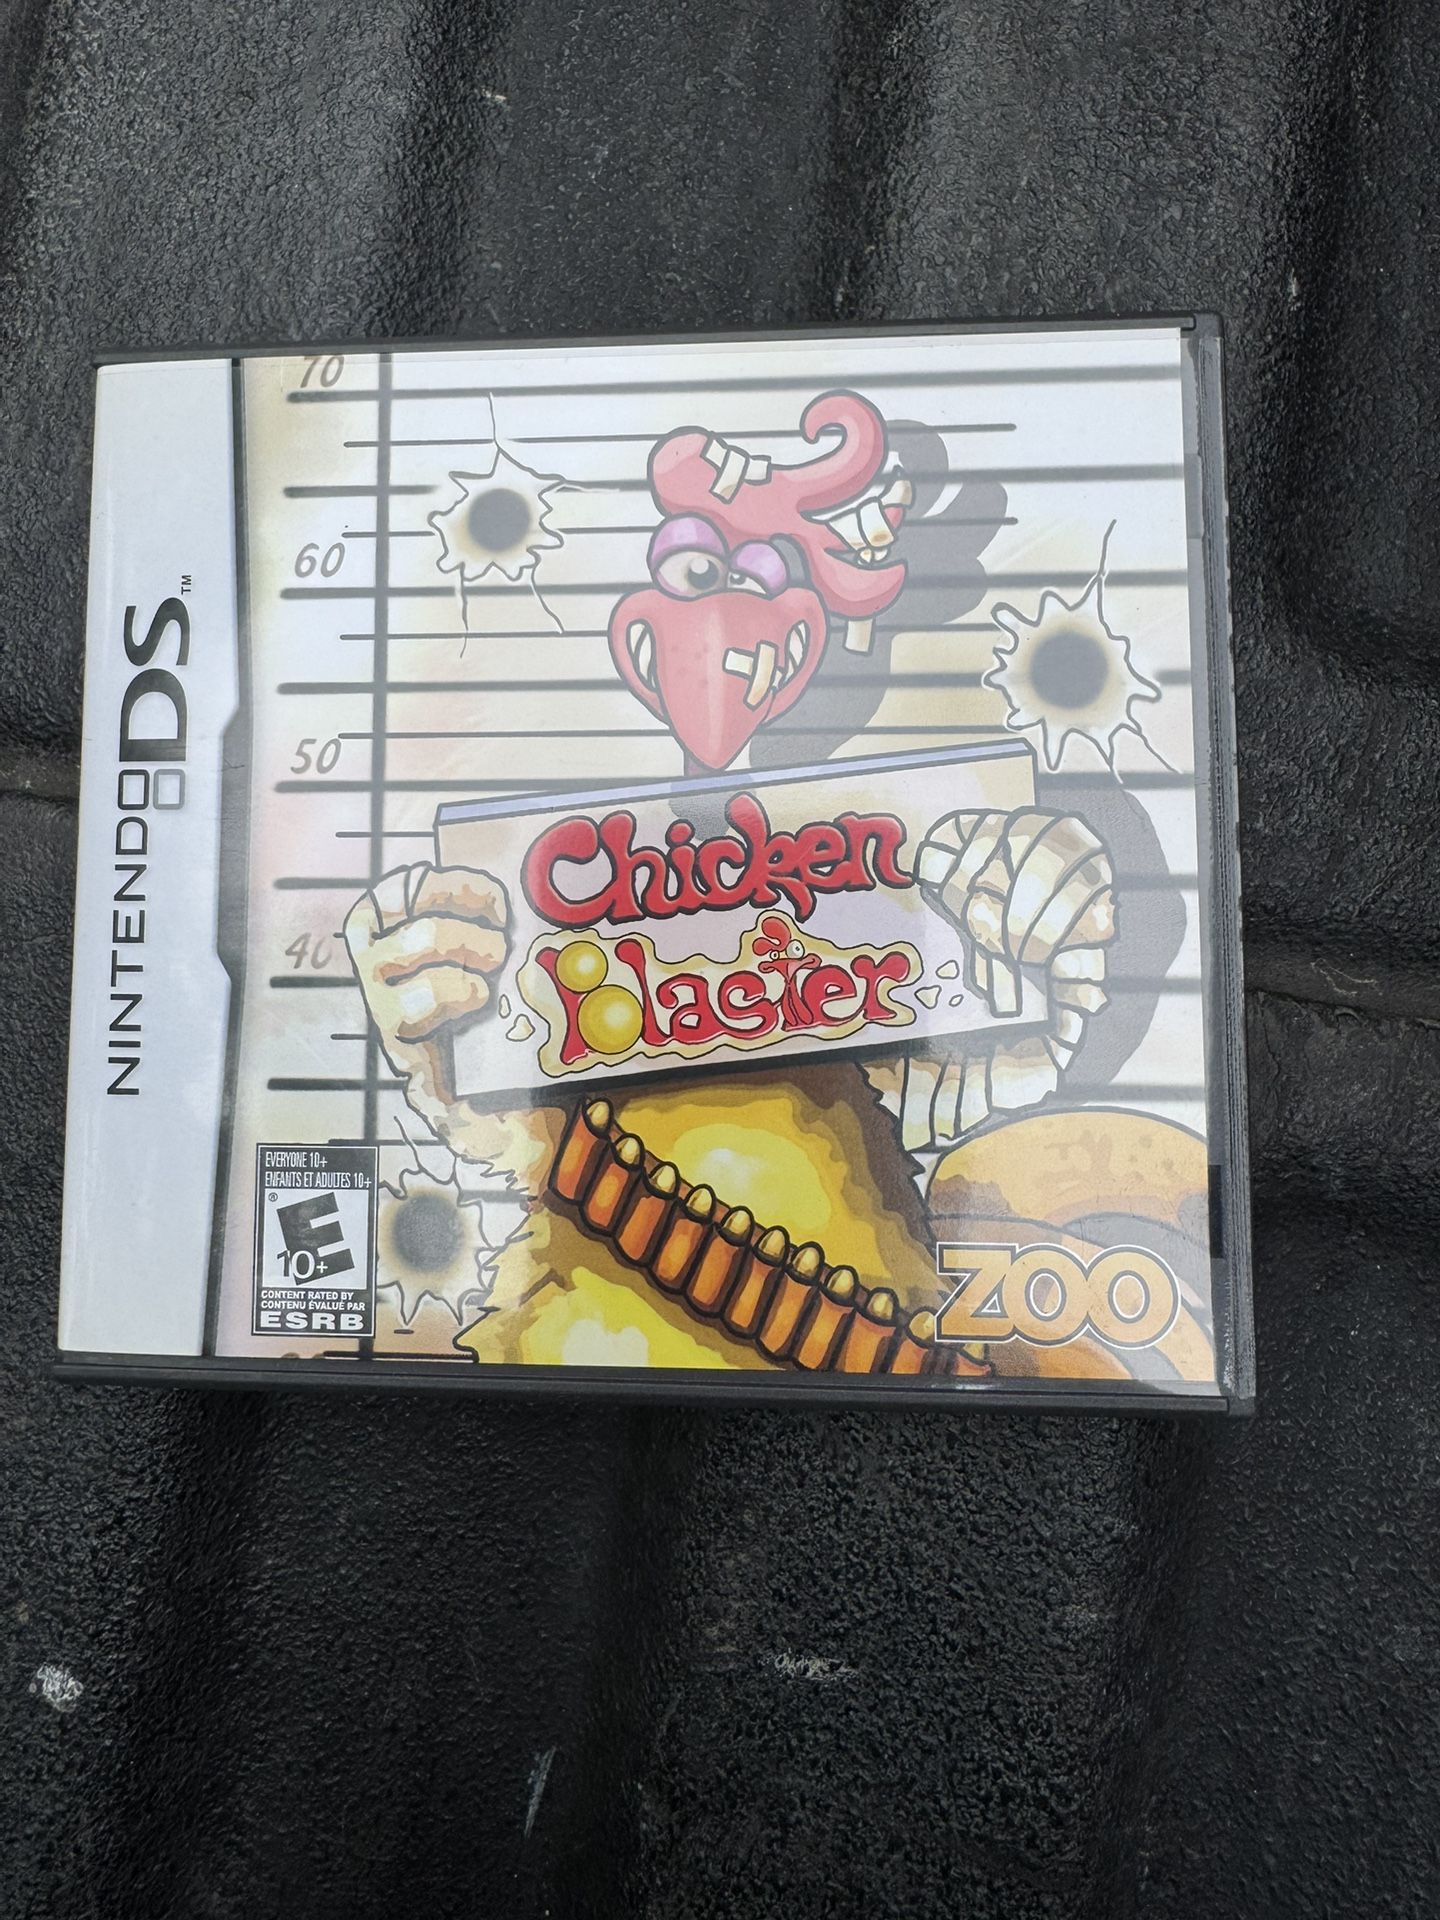 NINTENDO DS™
70
60
50
40
Chicken
Blaster
EVERYONE 10+
ENFANTS ET ADULTES 10+
®
E
10+
CONTENT RATED BY
CONTENU ÉVALUÉ PAR
ESRB
ZOO